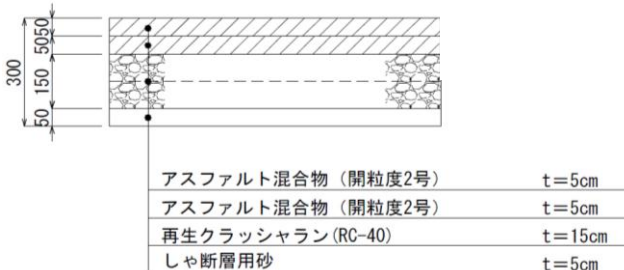 300
50
50
150
50
アスファルト混合物（開粒度2号） t＝5cm
アスファルト混合物（開粒度2号） t＝5cm
再生クラッシャラン(RC-40) t＝15cm
しゃ断層用砂 t＝5cm